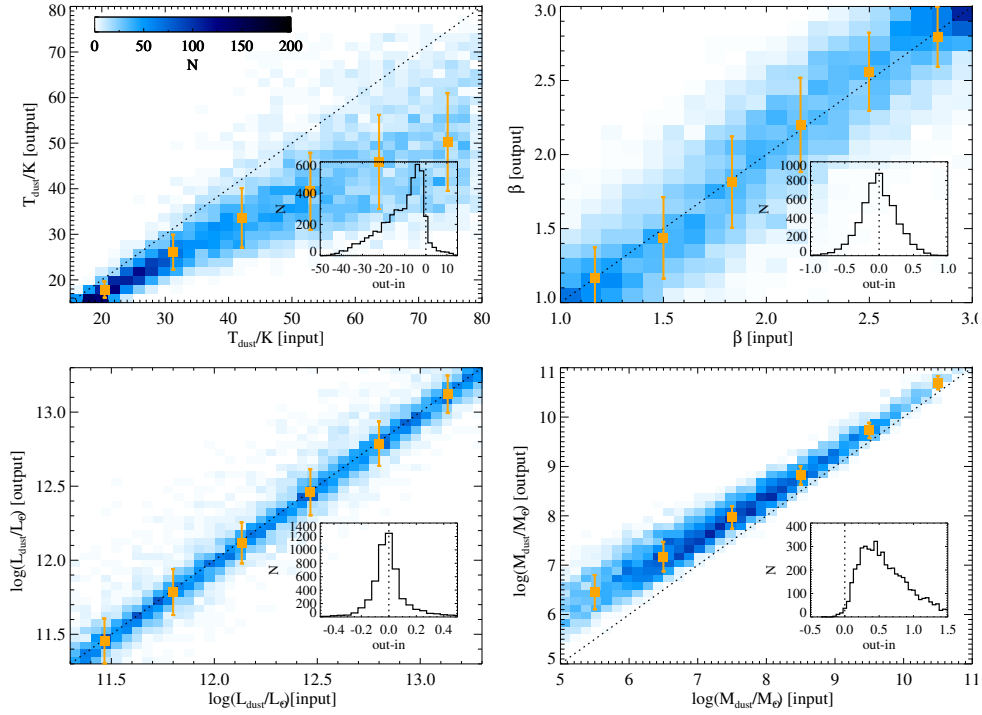 80
70
60
50
40
30
20
T_dust/K [output]
0 50 100 150 200
N
600
400
200
0
N
-50 -40 -30 -20 -10 0 10
out-in
20 30 40 50 60 70 80
T_dust/K [input]
3.0
2.5
2.0
1.5
1.0
β [output]
1000
800
600
400
200
0
N
-1.0 -0.5 0.0 0.5 1.0
out-in
1.0 1.5 2.0 2.5 3.0
β [input]
13.0
12.5
12.0
11.5
log(L_dust/L_⊙) [output]
1400
1200
1000
800
600
400
200
0
N
-0.4 -0.2 0.0 0.2 0.4
out-in
11.5 12.0 12.5 13.0
log(L_dust/L_⊙)[input]
11
10
9
8
7
6
5
log(M_dust/M_⊙) [output]
400
300
200
100
0
N
-0.5 0.0 0.5 1.0 1.5
out-in
5 6 7 8 9 10 11
log(M_dust/M_⊙) [input]